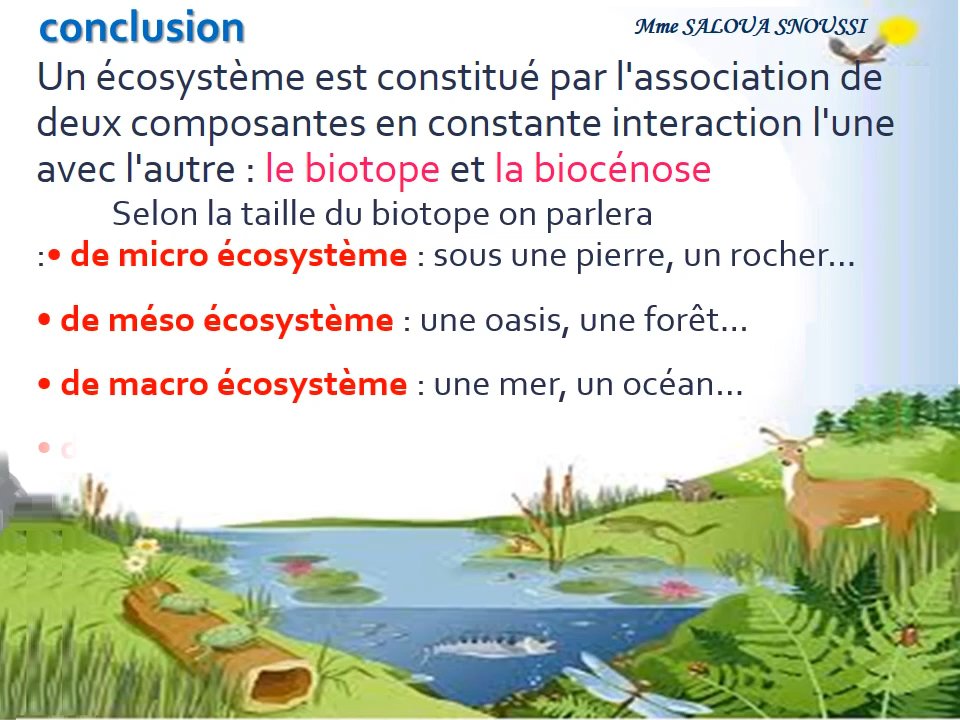 conclusion
Mme SALOUA SNOUSSI
Un écosystème est constitué par l'association de
deux composantes en constante interaction l'une
avec l'autre : le biotope et la biocénose
Selon la taille du biotope on parlera
:• de micro écosystème : sous une pierre, un rocher...
• de méso écosystème : une oasis, une forêt...
• de macro écosystème : une mer, un océan...
•